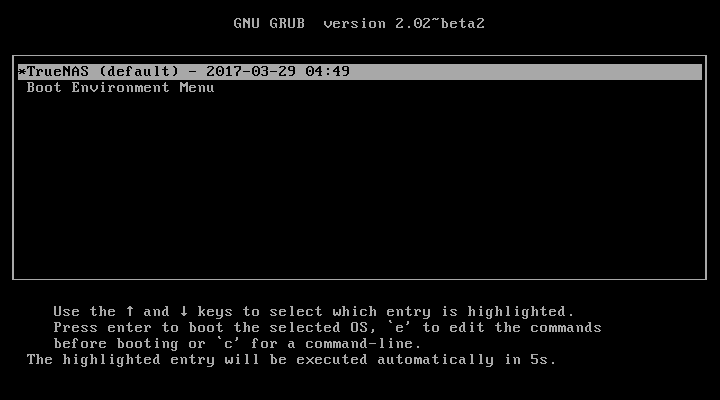 GNU GRUB  version 2.02~beta2
*TrueNAS (default) - 2017-03-29 04:49
Boot Environment Menu
Use the ↑ and ↓ keys to select which entry is highlighted.
Press enter to boot the selected OS, `e' to edit the commands
before booting or `c' for a command-line.
The highlighted entry will be executed automatically in 5s.